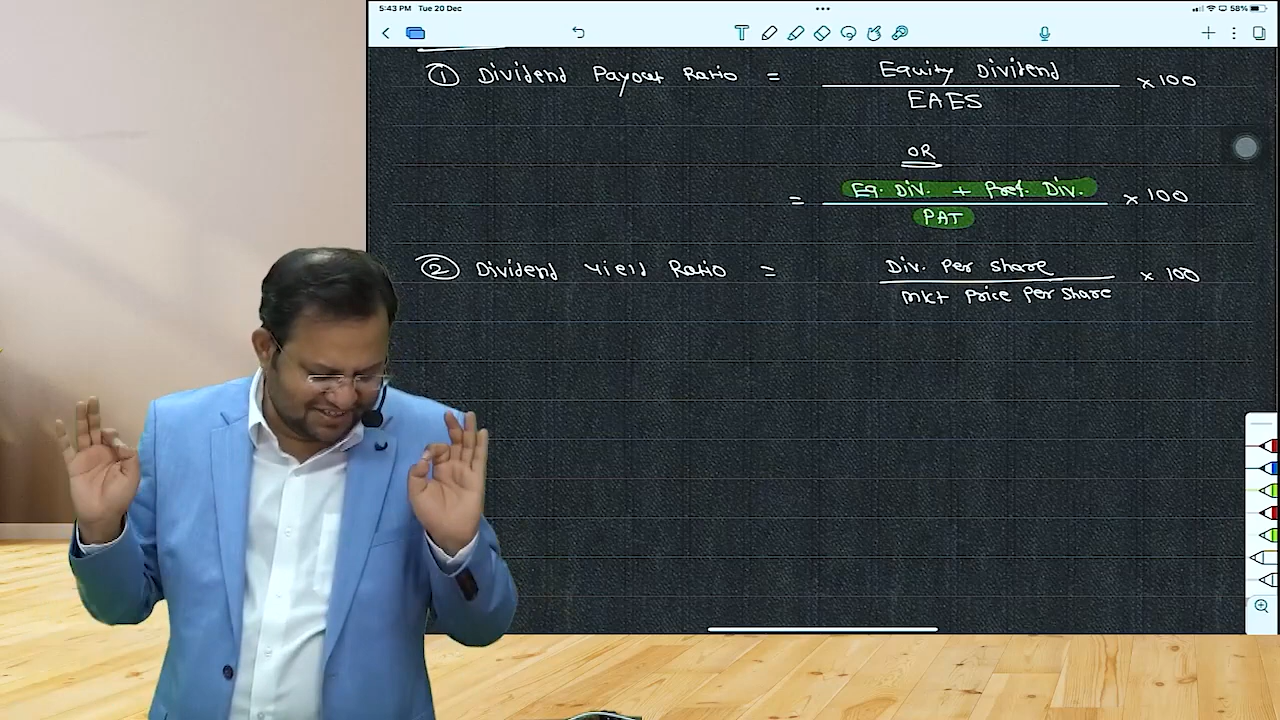 5:43 PM Tue 20 Dec
58%
① Dividend Payout Ratio = Equity Dividend / EAES × 100
OR
= Eq. Div. + Pref. Div. / PAT × 100
② Dividend Yield Ratio = Div. Per Share / Mkt Price Per Share × 100